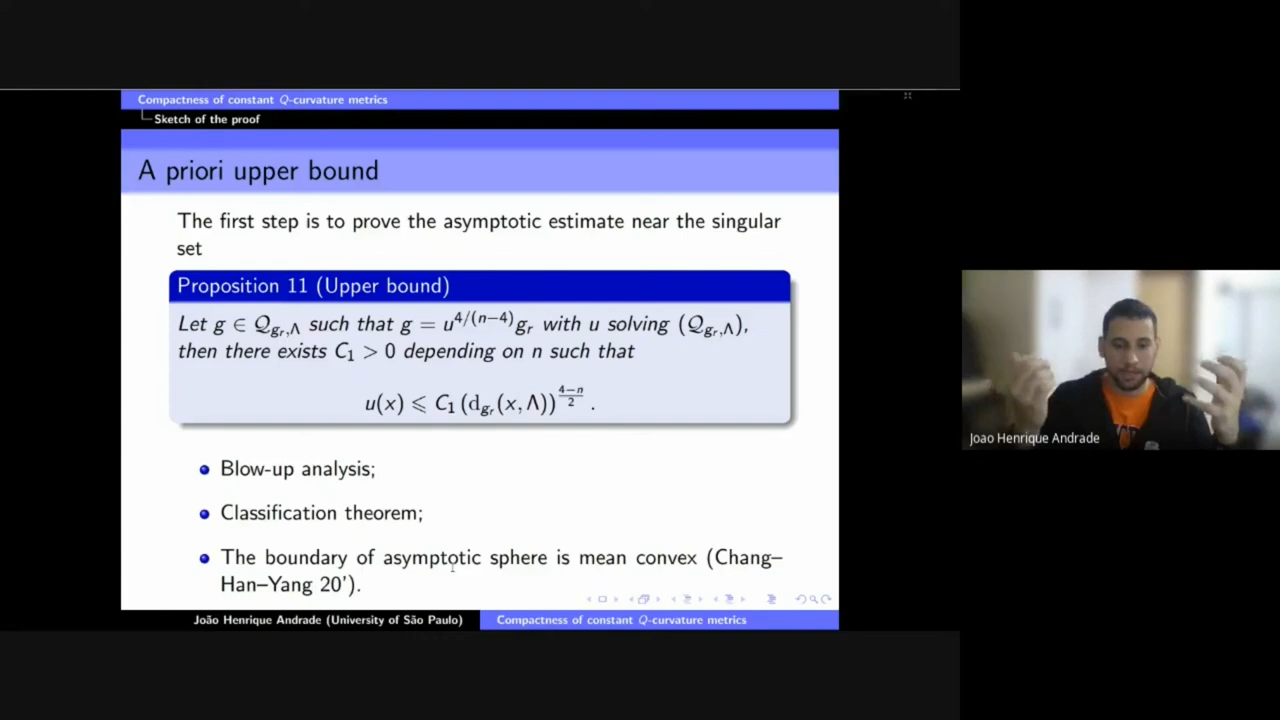 Compactness of constant Q-curvature metrics
Sketch of the proof
A priori upper bound
The first step is to prove the asymptotic estimate near the singular
set
Proposition 11 (Upper bound)
Let g ∈ 𝒬_{g_r,Λ} such that g = u^{4/(n−4)}g_r with u solving (𝒬_{g_r,Λ}),
then there exists C₁ > 0 depending on n such that
u(x) ⩽ C₁ (d_{g_r}(x, Λ))^{\frac{4−n}{2}} .
Blow-up analysis;
Classification theorem;
The boundary of asymptotic sphere is mean convex (Chang–
Han–Yang 20').
João Henrique Andrade (University of São Paulo)
Compactness of constant Q-curvature metrics
Joao Henrique Andrade